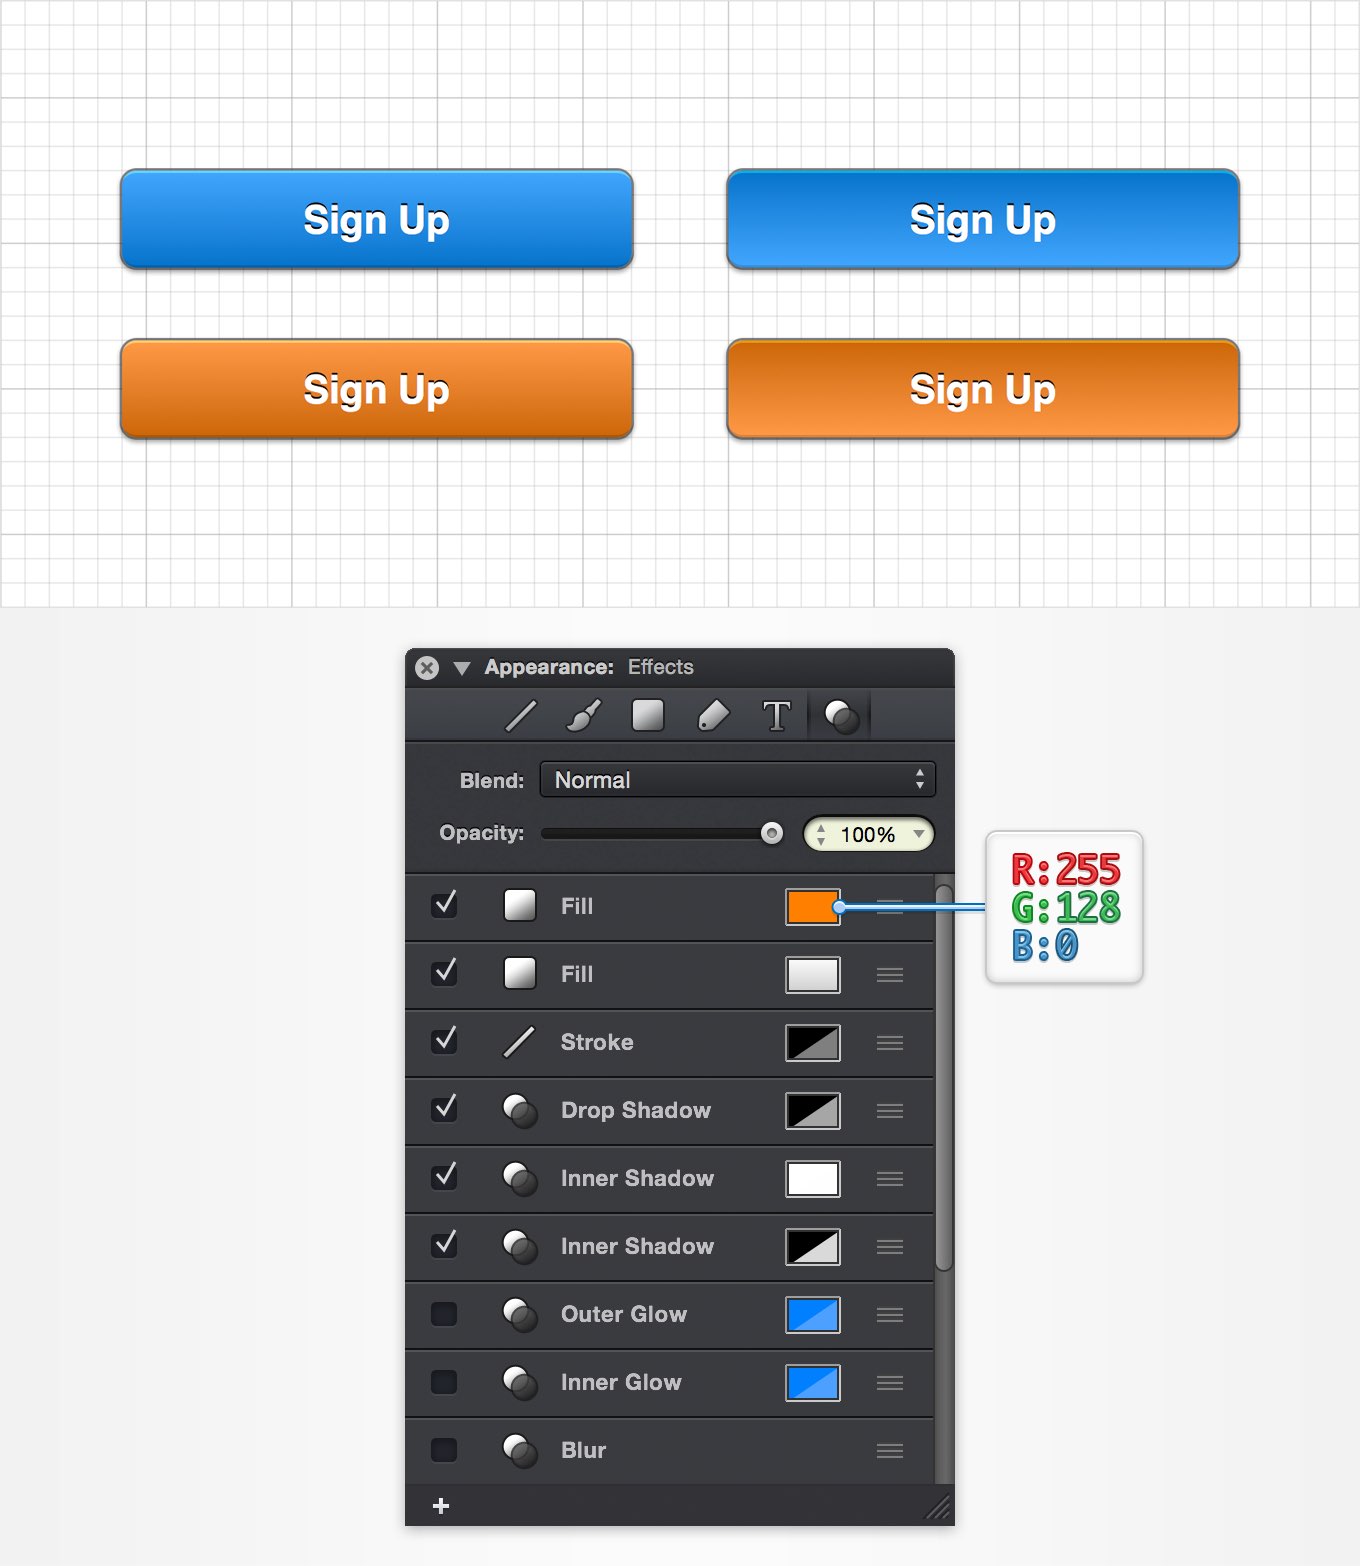 Sign Up
Sign Up
Sign Up
Sign Up
Appearance: Effects
T
Blend: Normal
Opacity: 100%
Fill
R:255
G:128
B:0
Fill
Stroke
Drop Shadow
Inner Shadow
Inner Shadow
Outer Glow
Inner Glow
Blur
+